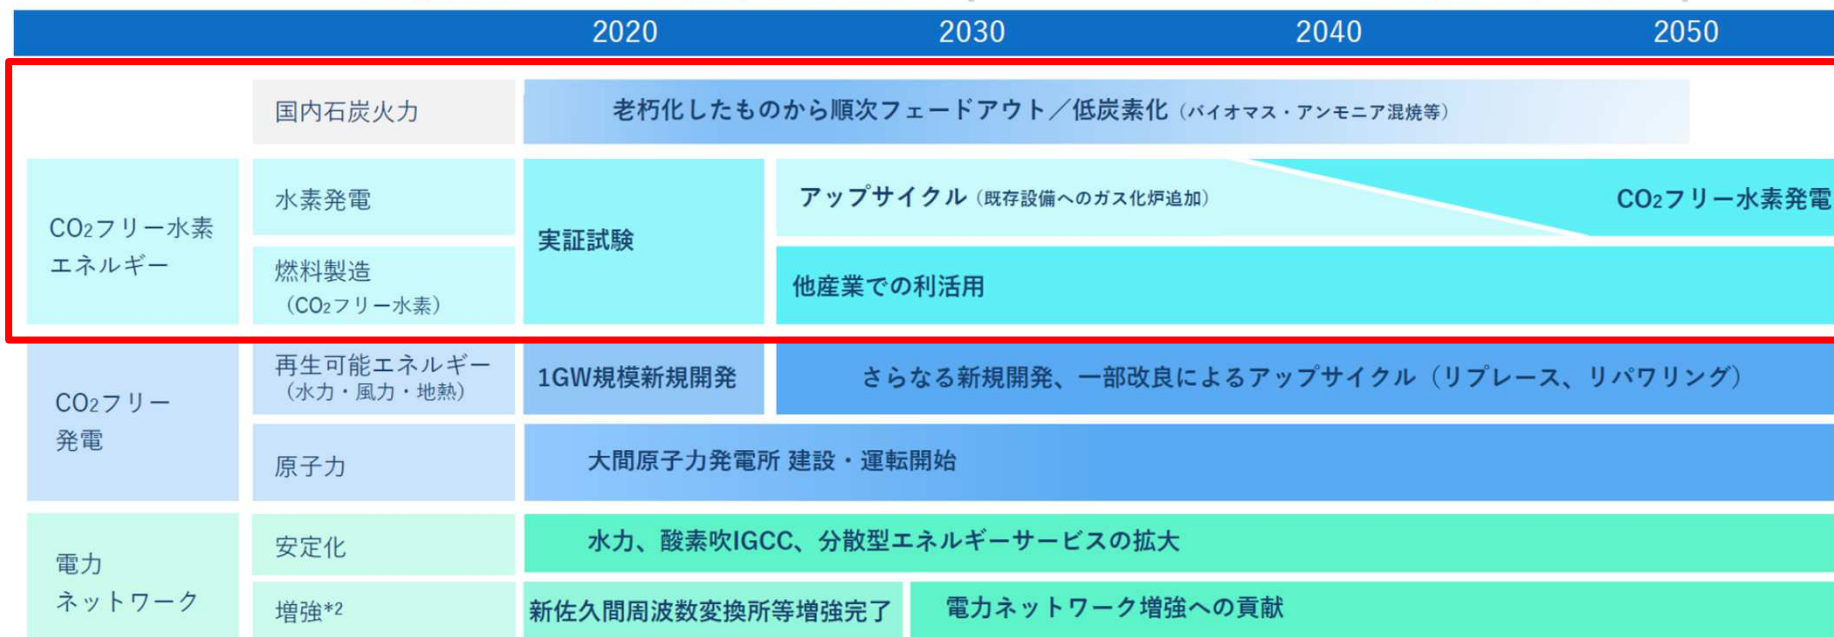 2020 2030 2040 2050
国内石炭火力
老朽化したものから順次フェードアウト／低炭素化（バイオマス・アンモニア混焼等）
CO2フリー水素
エネルギー
水素発電
実証試験
アップサイクル（既存設備へのガス化炉追加）
CO2フリー水素発電
燃料製造
（CO2フリー水素）
他産業での利活用
CO2フリー
発電
再生可能エネルギー
（水力・風力・地熱）
1GW規模新規開発
さらなる新規開発、一部改良によるアップサイクル（リプレース、リパワリング）
原子力
大間原子力発電所 建設・運転開始
電力
ネットワーク
安定化
水力、酸素吹IGCC、分散型エネルギーサービスの拡大
増強*2
新佐久間周波数変換所等増強完了
電力ネットワーク増強への貢献